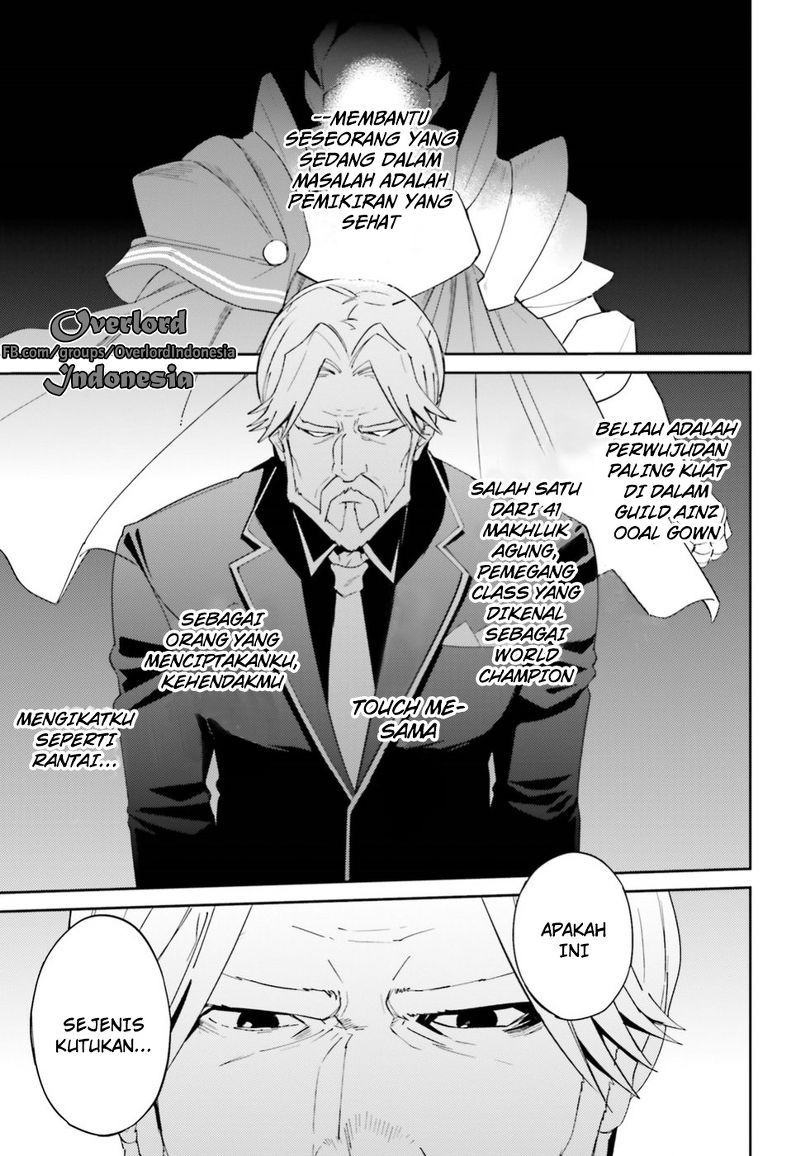 --MEMBANTU
SESEORANG YANG
SEDANG DALAM
MASALAH ADALAH
PEMIKIRAN YANG
SEHAT
BELIAU ADALAH
PERWUJUDAN
PALING KUAT
DI DALAM
GUILD AINZ
OOAL GOWN
SALAH SATU
DARI 41
MAKHLUK
AGUNG,
PEMEGANG
CLASS YANG
DIKENAL
SEBAGAI
WORLD
CHAMPION
TOUCH ME-
SAMA
SEBAGAI
ORANG YANG
MENCIPTAKANKU,
KEHENDAKMU
MENGIKATKU
SEPERTI
RANTAI...
Overlord
FB.com/groups/OverlordIndonesia
Indonesia
APAKAH
INI
SEJENIS
KUTUKAN...